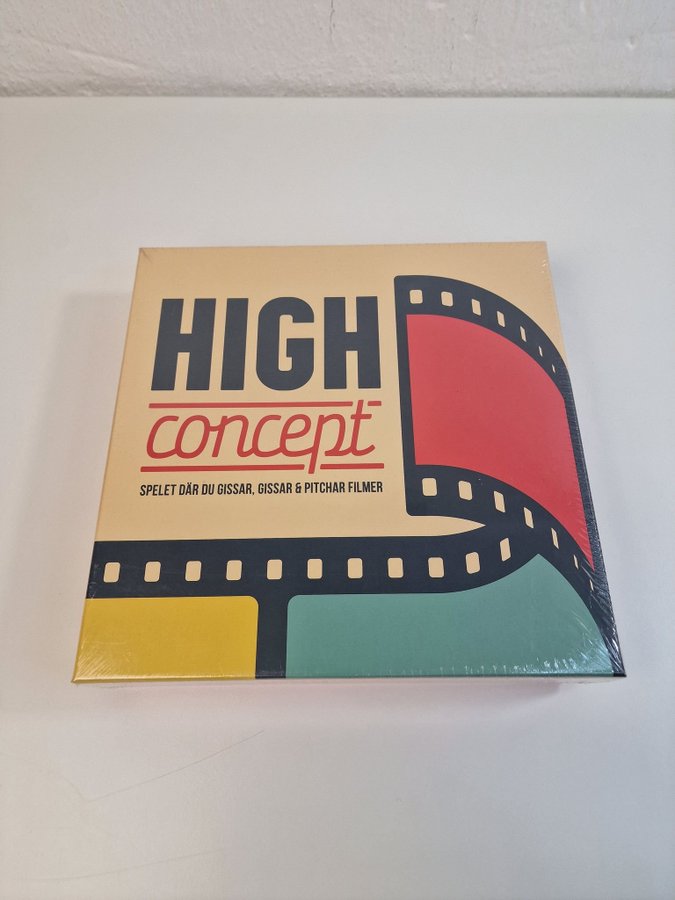 HIGH
concept
SPELET DÄR DU GISSAR, GISSAR & PITCHAR FILMER